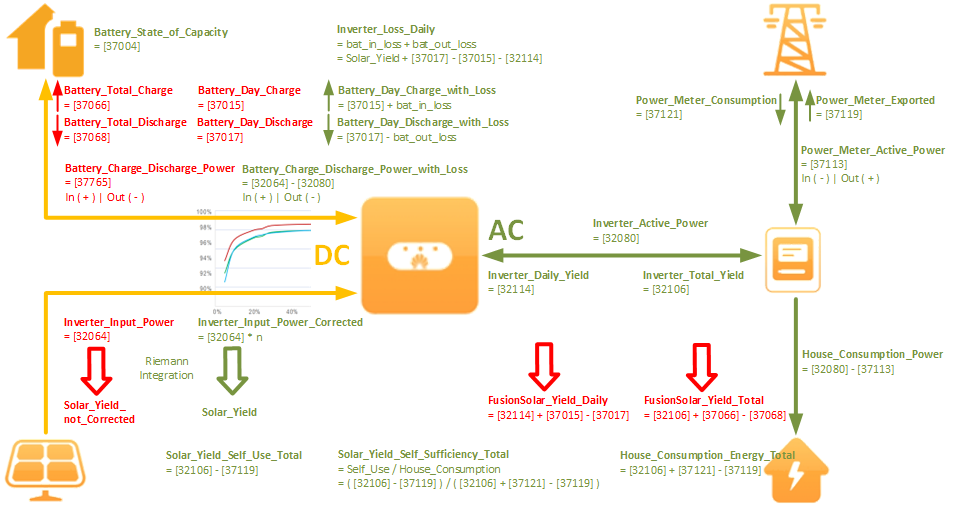 Battery_State_of_Capacity
= [37004]
Inverter_Loss_Daily
= bat_in_loss + bat_out_loss
= Solar_Yield + [37017] - [37015] - [32114]
Battery_Total_Charge
= [37066]
Battery_Day_Charge
= [37015]
Battery_Day_Charge_with_Loss
= [37015] + bat_in_loss
Battery_Total_Discharge
= [37068]
Battery_Day_Discharge
= [37017]
Battery_Day_Discharge_with_Loss
= [37017] - bat_out_loss
Power_Meter_Consumption
= [37121]
Power_Meter_Exported
= [37119]
Power_Meter_Active_Power
= [37113]
In ( - ) | Out ( + )
Battery_Charge_Discharge_Power
= [37765]
In ( + ) | Out ( - )
Battery_Charge_Discharge_Power_with_Loss
= [32064] - [32080]
In ( + ) | Out ( - )
100%
98%
96%
94%
92%
90%
0%
20%
40%
50%
DC
AC
Inverter_Active_Power
= [32080]
Inverter_Daily_Yield
= [32114]
Inverter_Total_Yield
= [32106]
Inverter_Input_Power
= [32064]
Inverter_Input_Power_Corrected
= [32064] * n
Riemann
Integration
Solar_Yield_
not_Corrected
Solar_Yield
House_Consumption_Power
= [32080] - [37113]
FusionSolar_Yield_Daily
= [32114] + [37015] - [37017]
FusionSolar_Yield_Total
= [32106] + [37066] - [37068]
Solar_Yield_Self_Use_Total
= [32106] - [37119]
Solar_Yield_Self_Sufficiency_Total
= Self_Use / House_Consumption
= ( [32106] - [37119] ) / ( [32106] + [37121] - [37119] )
House_Consumption_Energy_Total
= [32106] + [37121] - [37119]